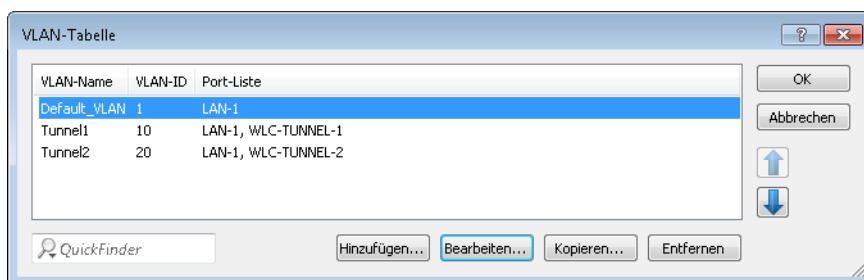 VLAN-Tabelle
VLAN-Name VLAN-ID Port-Liste
Default_VLAN 1 LAN-1
Tunnel1 10 LAN-1, WLC-TUNNEL-1
Tunnel2 20 LAN-1, WLC-TUNNEL-2
OK
Abbrechen
QuickFinder Hinzufügen... Bearbeiten... Kopieren... Entfernen